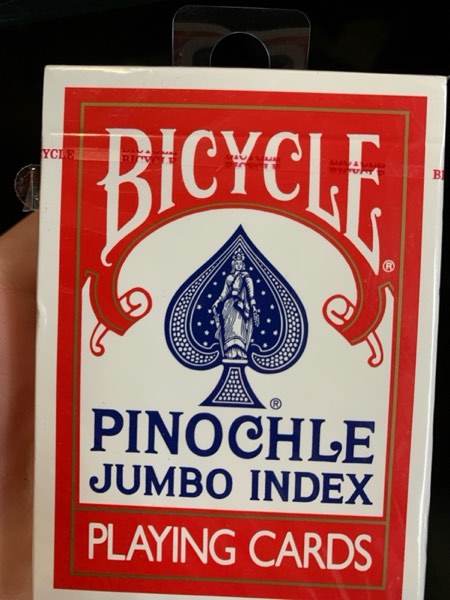 BICYCLE
®
®
PINOCHLE
JUMBO INDEX
PLAYING CARDS